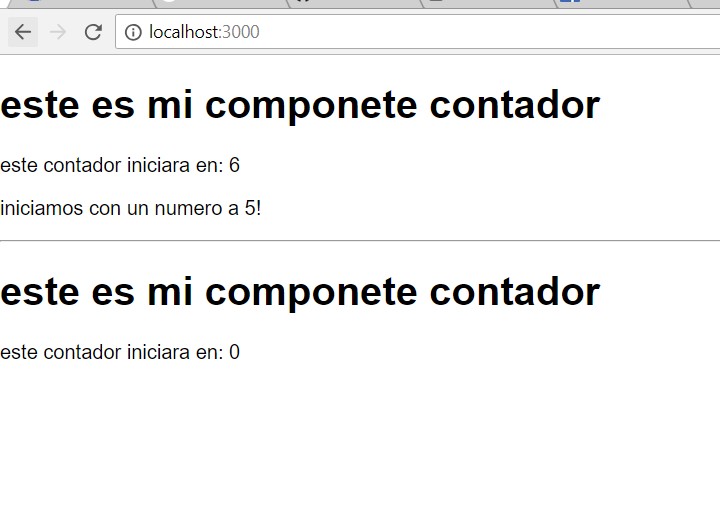 localhost:3000
este es mi componete contador
este contador iniciara en: 6
iniciamos con un numero a 5!
este es mi componete contador
este contador iniciara en: 0